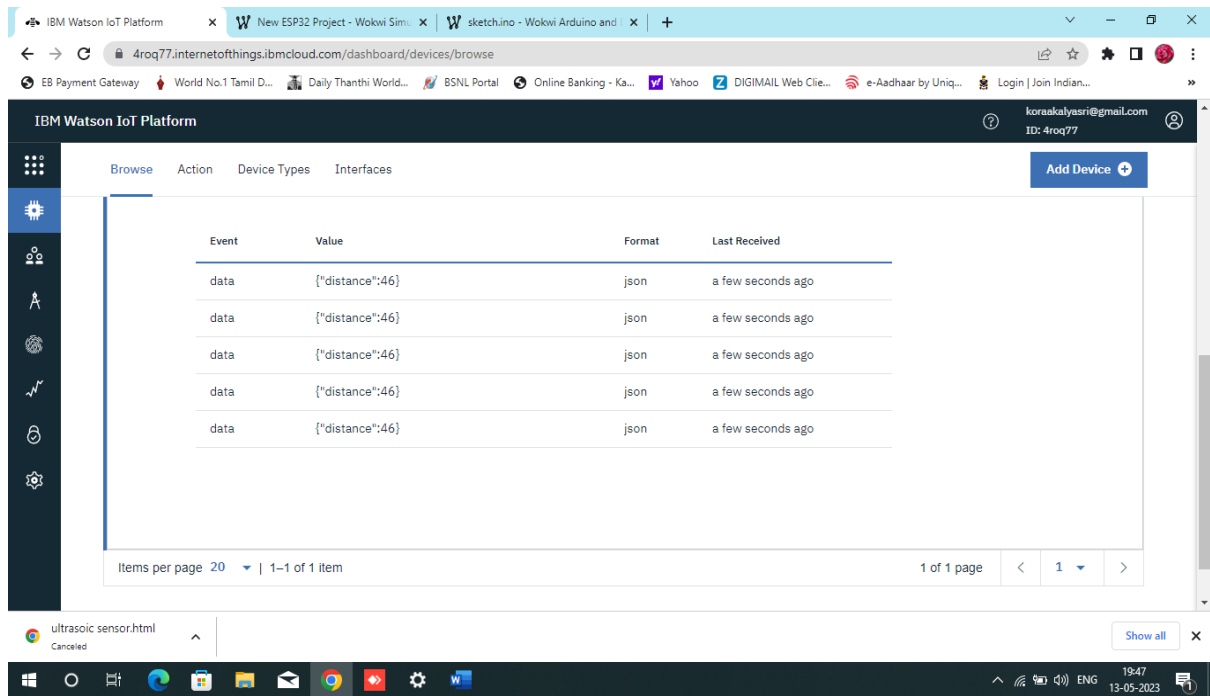 IBM Watson IoT Platform
New ESP32 Project - Wokwi Simu
sketch.ino - Wokwi Arduino and
4roq77.internetofthings.ibmcloud.com/dashboard/devices/browse
EB Payment Gateway World No.1 Tamil D... Daily Thanthi World... BSNL Portal Online Banking - Ka... Yahoo DIGIMAIL Web Clie... e-Aadhaar by Uniq... Login | Join Indian... »
IBM Watson IoT Platform
koraakalyasri@gmail.com
ID: 4roq77
Browse Action Device Types Interfaces Add Device
Event Value Format Last Received
data {"distance":46} json a few seconds ago
data {"distance":46} json a few seconds ago
data {"distance":46} json a few seconds ago
data {"distance":46} json a few seconds ago
data {"distance":46} json a few seconds ago
Items per page 20 | 1–1 of 1 item 1 of 1 page 1
ultrasoic sensor.html
Canceled
Show all
ENG
19:47
13-05-2023